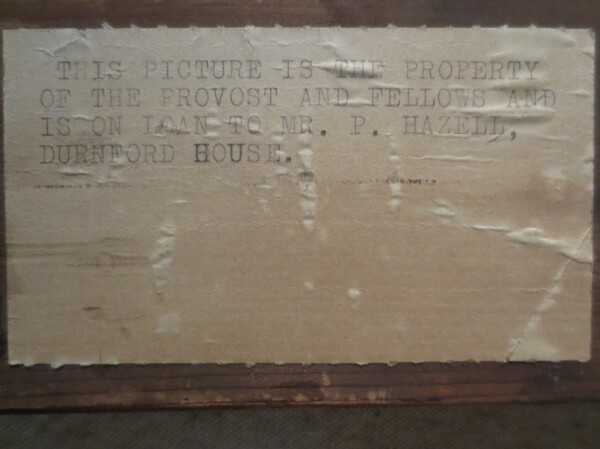 THIS PICTURE IS THE PROPERTY
OF THE PROVOST AND FELLOWS AND
IS ON LOAN TO MR. P. HAZELL,
DURNFORD HOUSE.